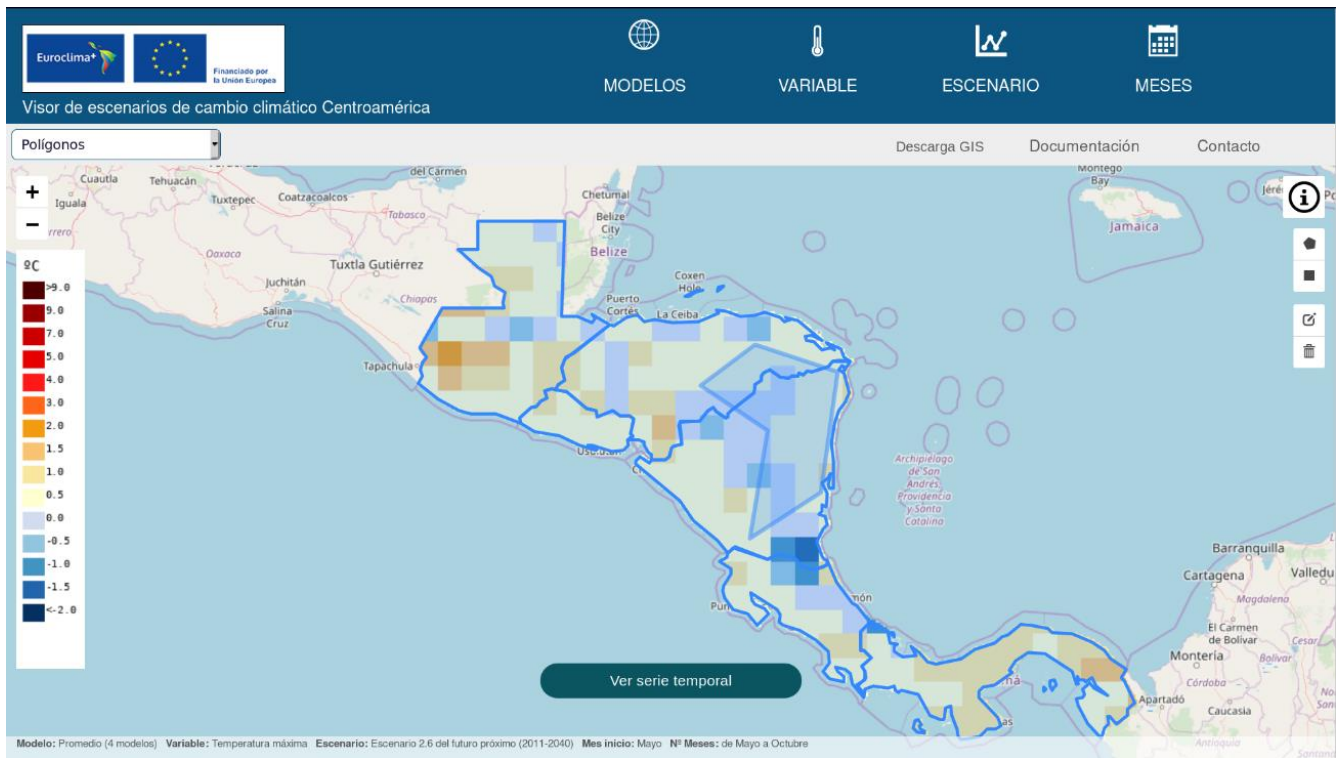 Euroclima+
Financiado por
la Unión Europea
Visor de escenarios de cambio climático Centroamérica
MODELOS
VARIABLE
ESCENARIO
MESES
Polígonos
Descarga GIS
Documentación
Contacto
+
−
ºC
>9.0
9.0
7.0
5.0
4.0
3.0
2.0
1.5
1.0
0.5
0.0
-0.5
-1.0
-1.5
<-2.0
Cuautla
Tehuacán
Iguala
Tuxtepec
Coatzacoalcos
del Carmen
Tabasco
Oaxaca
Tuxtla Gutiérrez
Juchitán
Chiapas
Salina
Cruz
Tapachula
Chetumal
Belize
City
Belize
Puerto
Cortés
La Ceiba
Coxen
Hole
Montego
Bay
Jamaica
Archipiélago
de San
Andrés,
Providencia
y Santa
Catalina
Barranquilla
Cartagena
Valledu
Magdalena
El Carmen
de Bolívar
Cesar
Montería
Bolívar
Córdoba
Apartadó
Caucasia
Antioquia
Santand
Ver serie temporal
Modelo: Promedio (4 modelos) Variable: Temperatura máxima Escenario: Escenario 2.6 del futuro próximo (2011-2040) Mes inicio: Mayo Nº Meses: de Mayo a Octubre